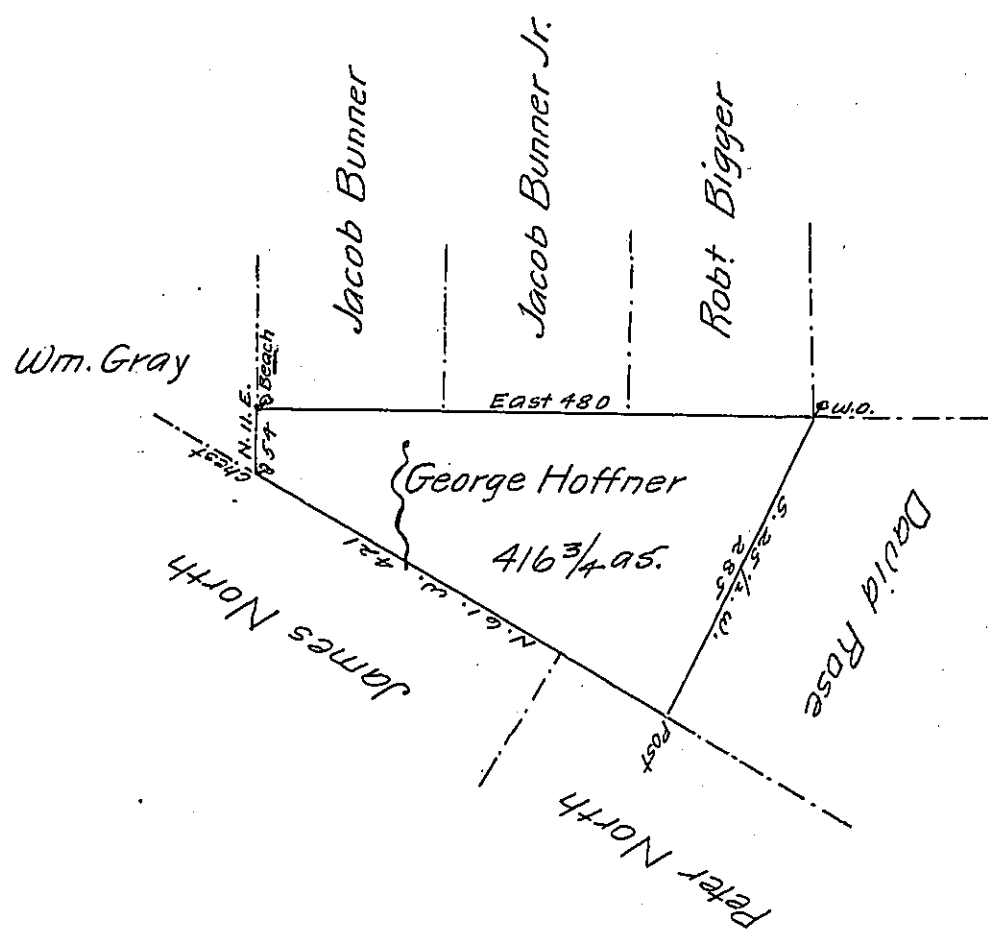 Jacob Bunner
Jacob Bunner Jr.
Robt Bigger
Wm. Gray
N. 11. E.
54
Beach
Chest
East 480
W.O.
George Hoffner
416 3/4 as.
S. 25 1/2. W.
285
David Rose
N. 61. W. 421
James North
Post
Peter North